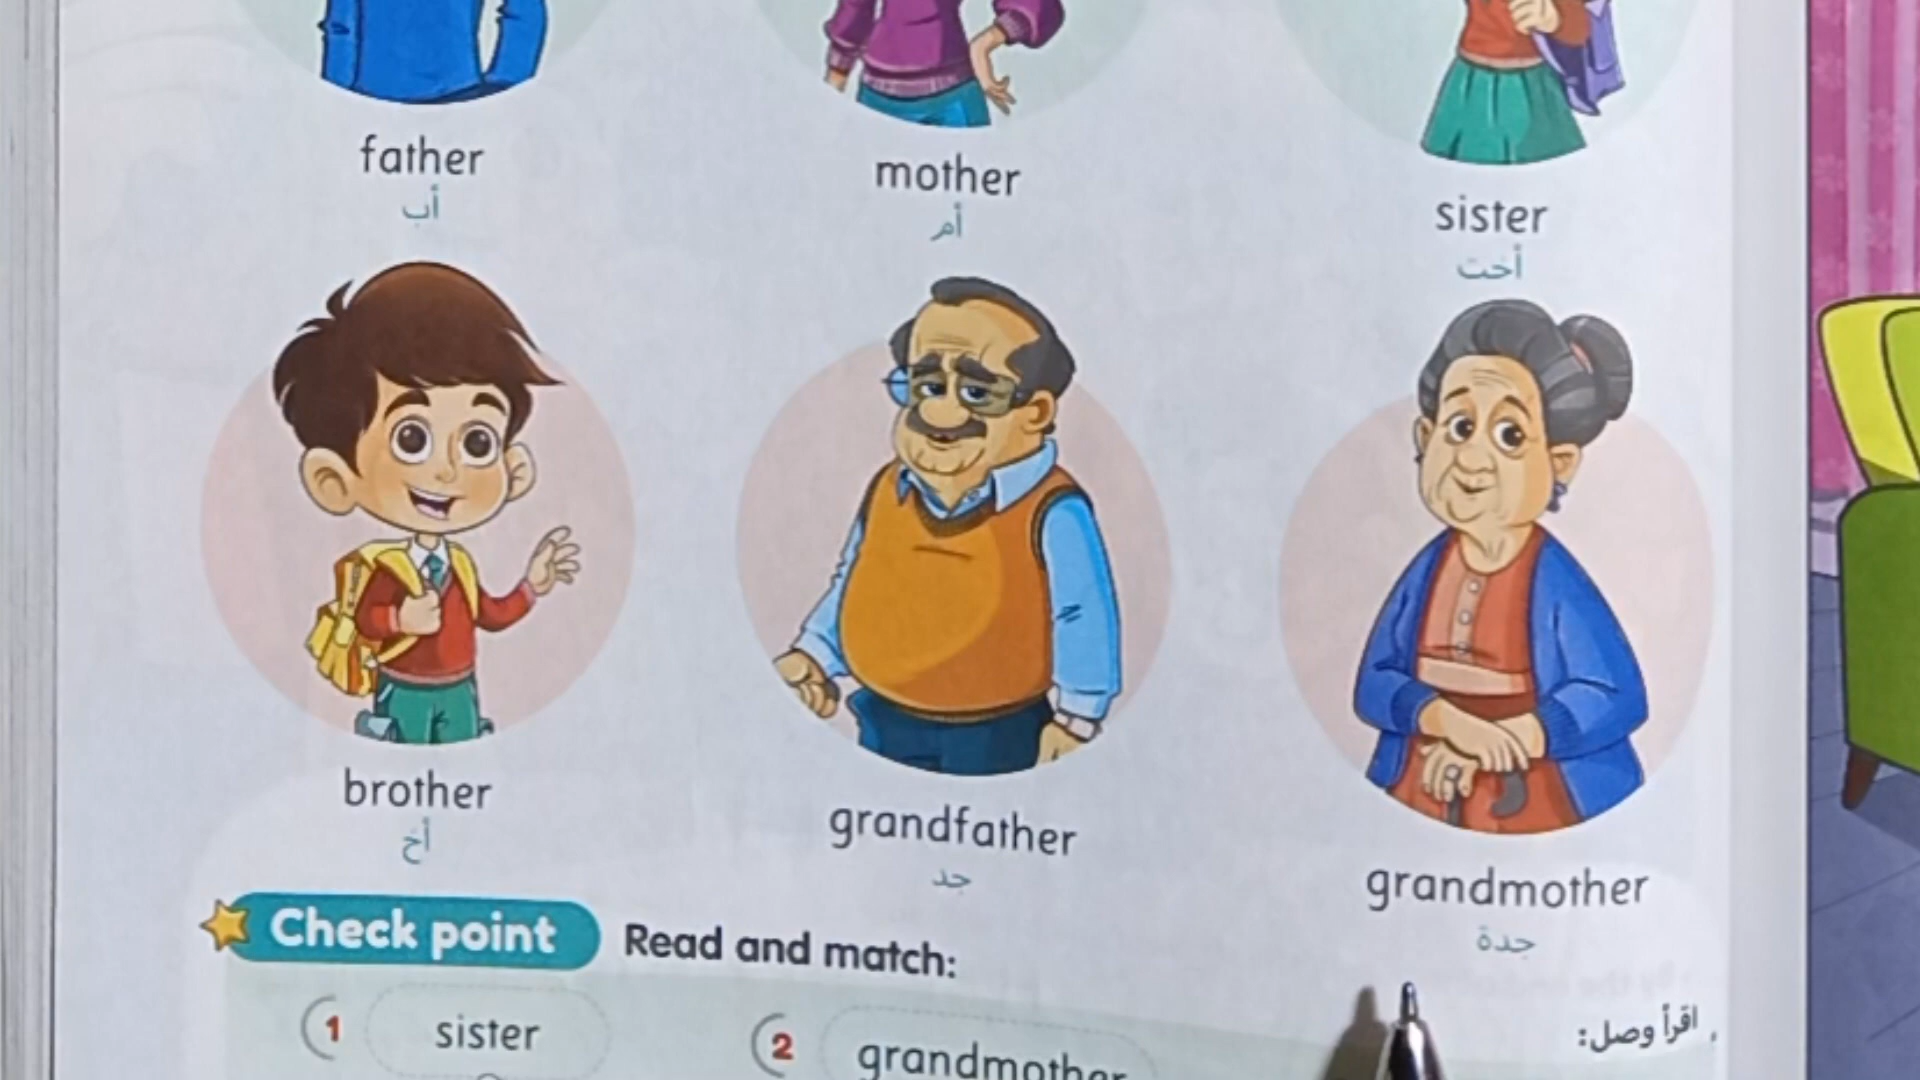 father
أب
mother
أم
sister
أخت
brother
أخ
grandfather
جد
grandmother
جدة
Check point
Read and match:
اقرأ وصل:
1 sister
2 grandmother